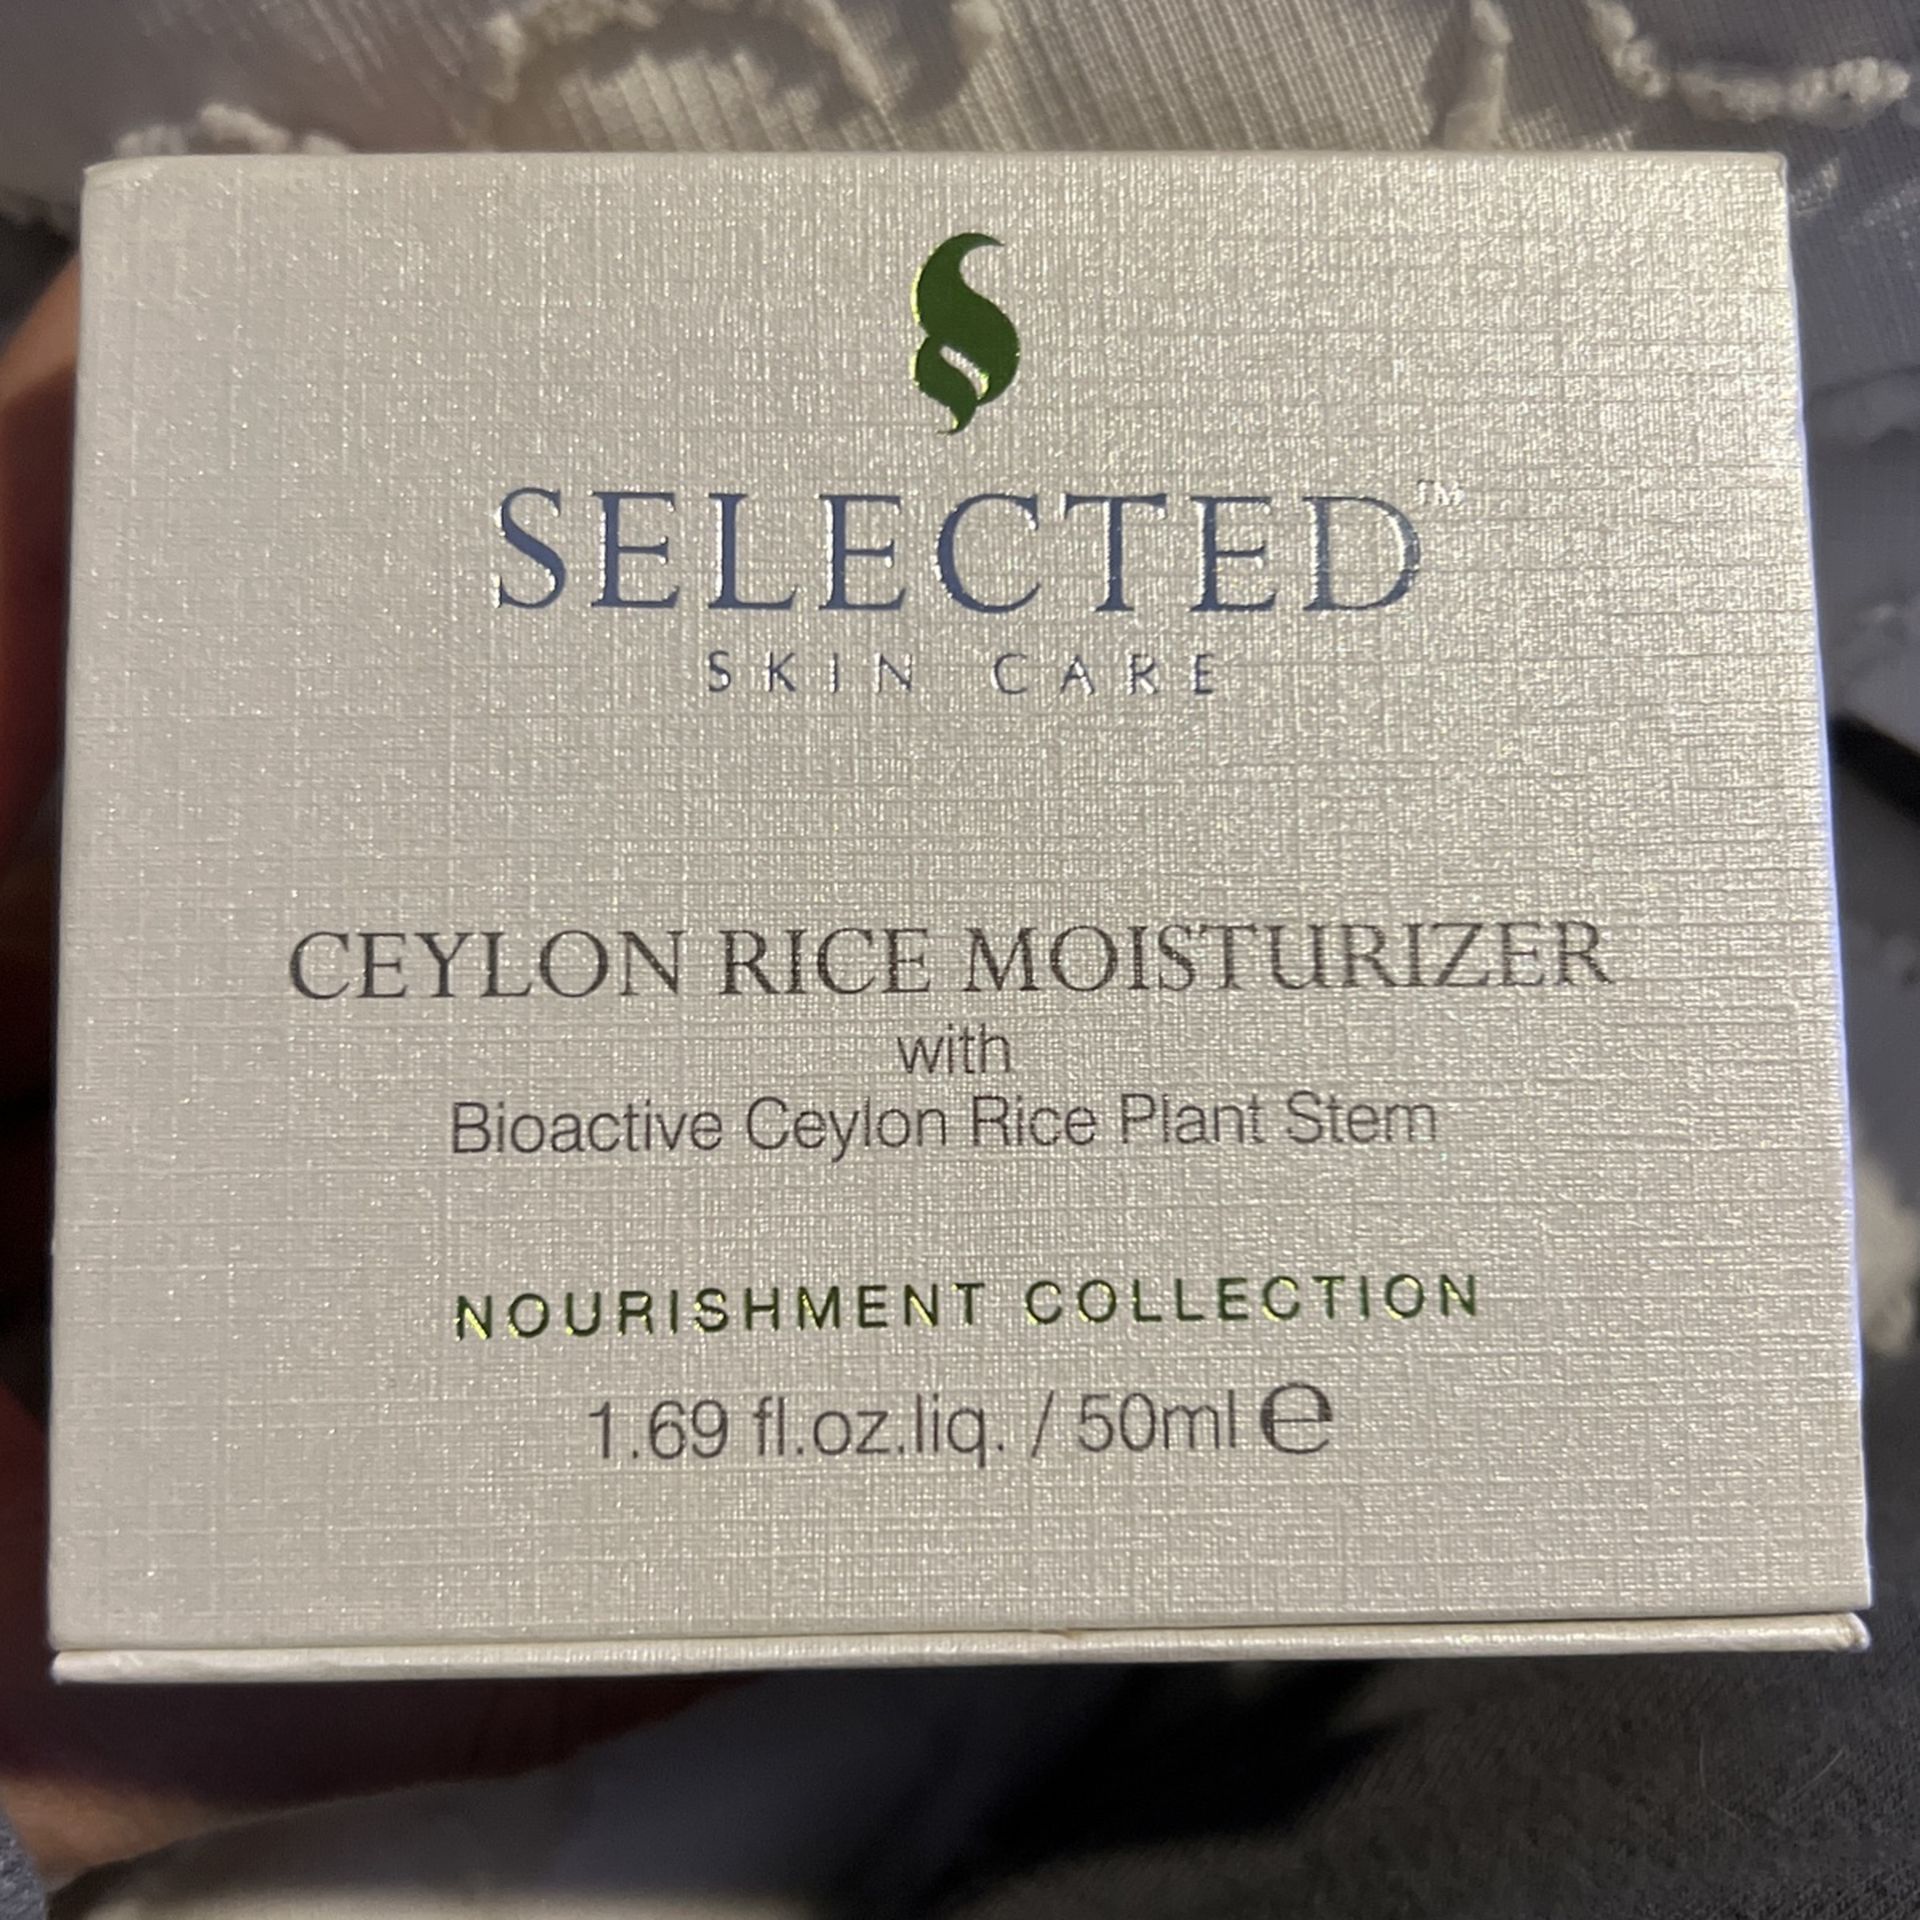 SELECTED™
SKIN CARE
CEYLON RICE MOISTURIZER
with
Bioactive Ceylon Rice Plant Stem
NOURISHMENT COLLECTION
1.69 fl.oz.liq. / 50ml ℮